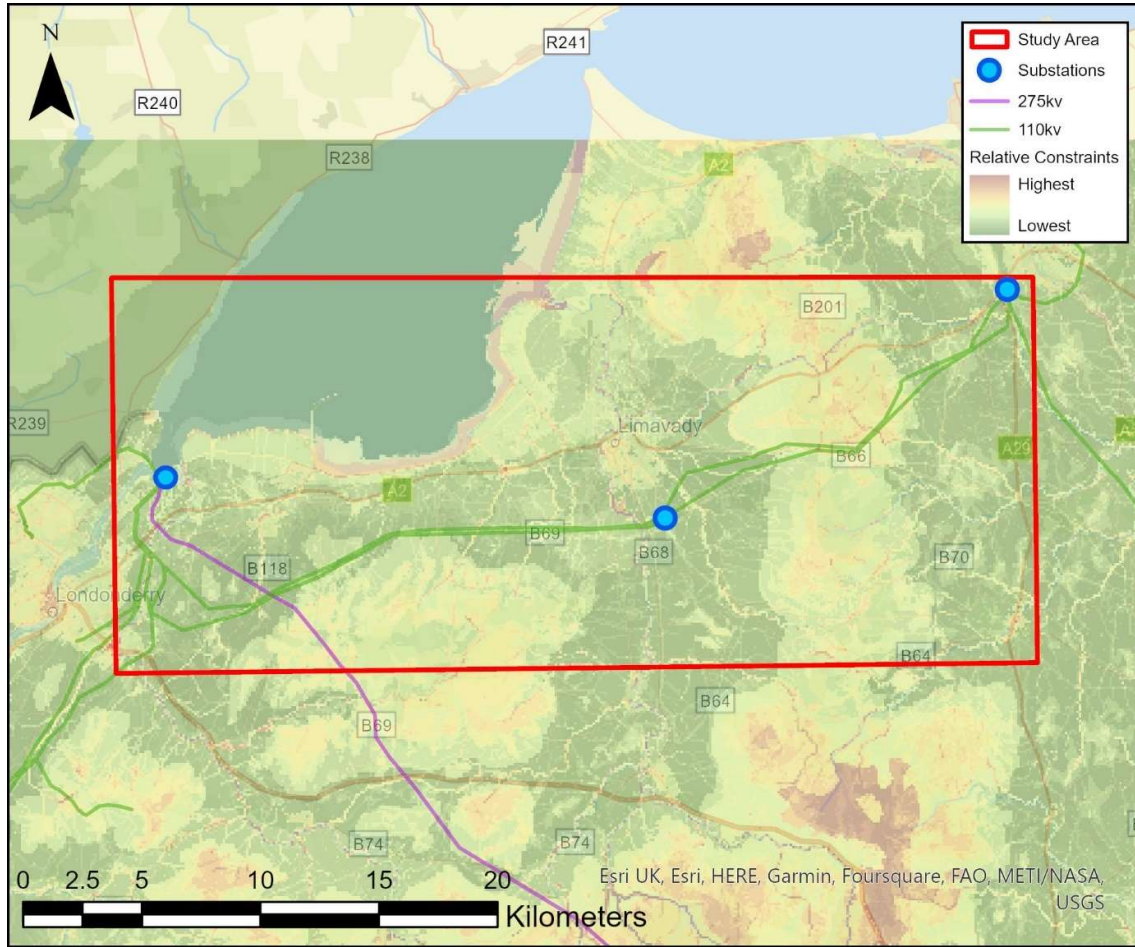 N
R241
R240
R238
A2
Study Area
Substations
275kv
110kv
Relative Constraints
Highest
Lowest
B201
R239
Limavady
A2
B66
A29
B69
B68
B70
B118
Londonderry
B64
B64
B69
B74
B74
0 2.5 5 10 15 20
Kilometers
Esri UK, Esri, HERE, Garmin, Foursquare, FAO, METI/NASA,
USGS